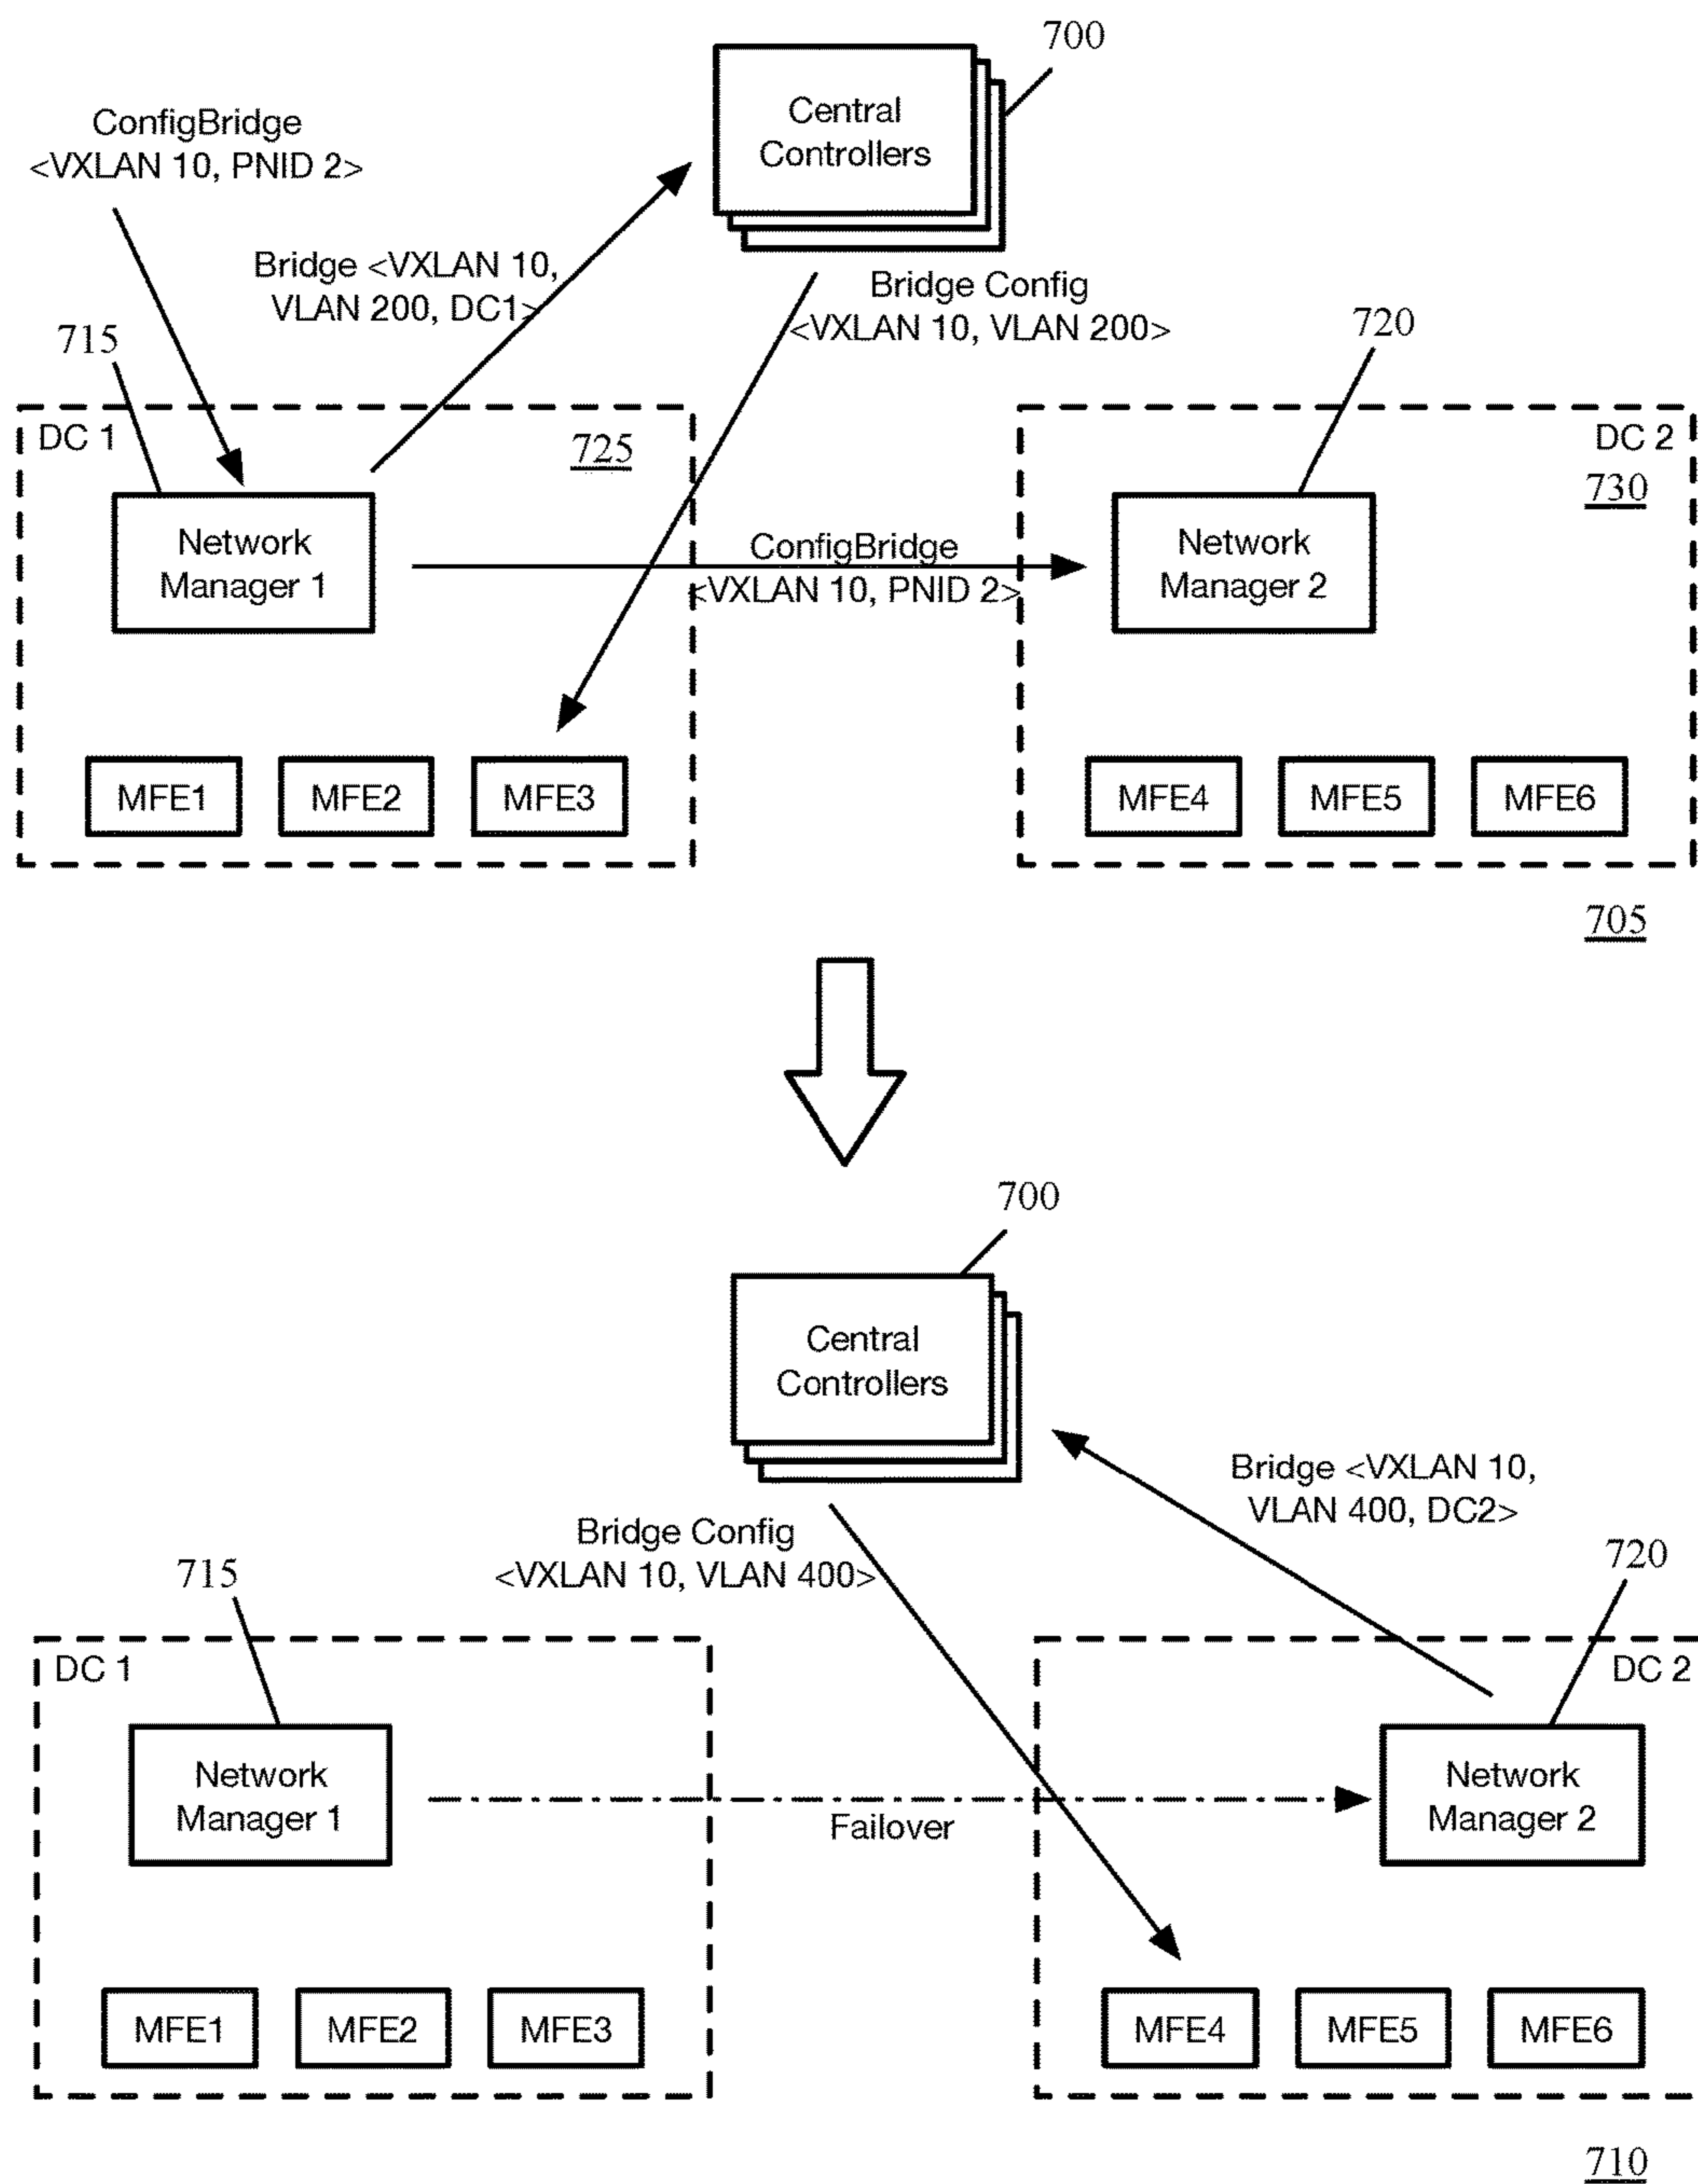 700
Central
Controllers
ConfigBridge
<VXLAN 10, PNID 2>
Bridge <VXLAN 10,
VLAN 200, DC1>
Bridge Config
<VXLAN 10, VLAN 200>
715
720
DC 1
725
DC 2
730
Network
Manager 1
ConfigBridge
<VXLAN 10, PNID 2>
Network
Manager 2
MFE1
MFE2
MFE3
MFE4
MFE5
MFE6
705
700
Central
Controllers
Bridge <VXLAN 10,
VLAN 400, DC2>
Bridge Config
<VXLAN 10, VLAN 400>
715
720
DC 1
DC 2
Network
Manager 1
Failover
Network
Manager 2
MFE1
MFE2
MFE3
MFE4
MFE5
MFE6
710